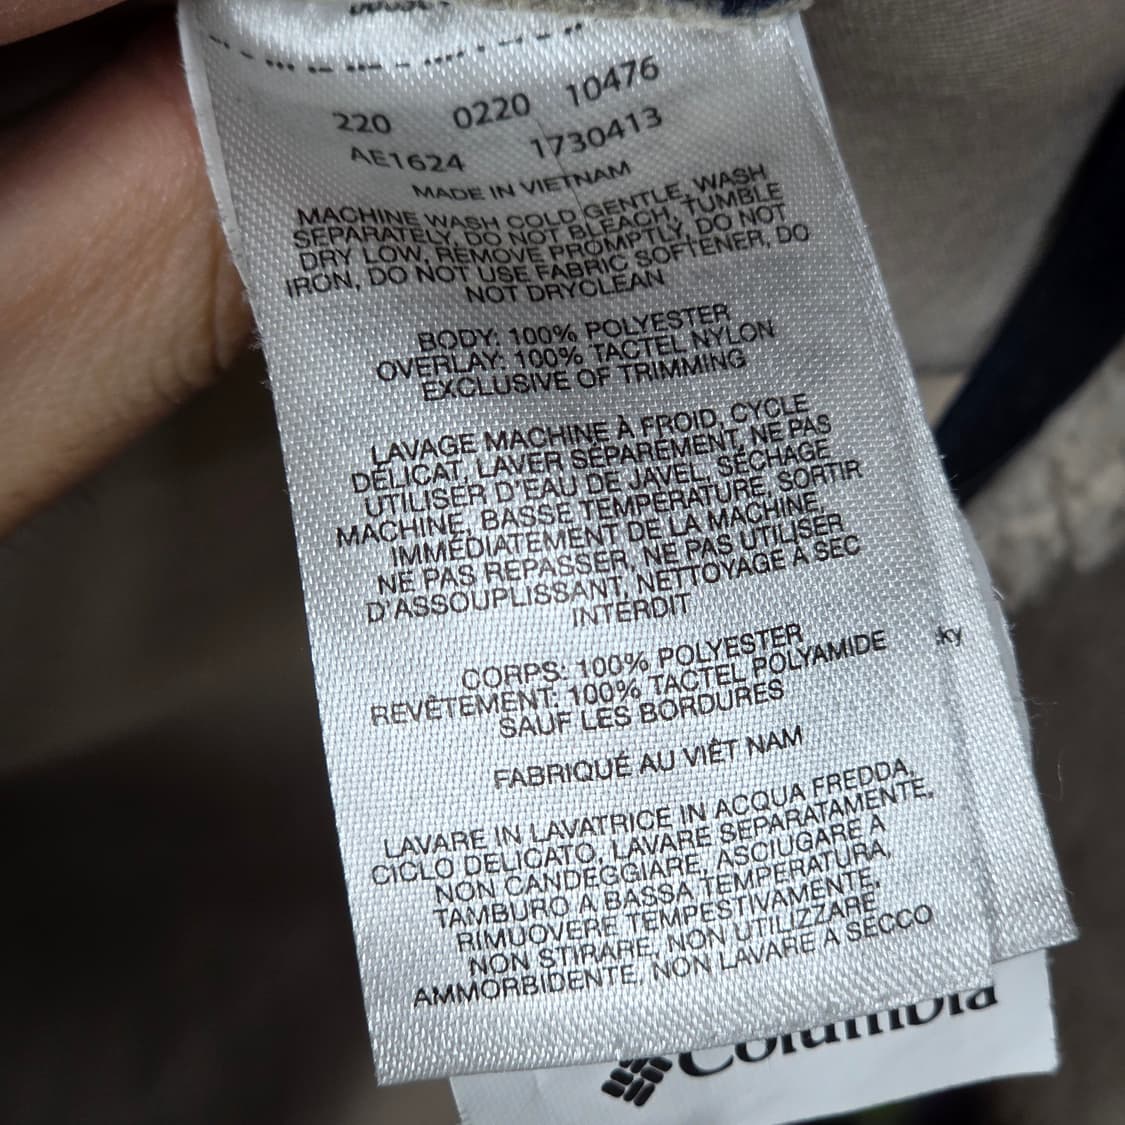 220 0220 10476
AE1624 1730413
MADE IN VIETNAM
MACHINE WASH COLD, GENTLE, WASH
SEPARATELY, DO NOT BLEACH, TUMBLE
DRY LOW, REMOVE PROMPTLY, DO NOT
IRON, DO NOT USE FABRIC SOFTENER, DO
NOT DRYCLEAN
BODY: 100% POLYESTER
OVERLAY: 100% TACTEL NYLON
EXCLUSIVE OF TRIMMING
LAVAGE MACHINE À FROID, CYCLE
DÉLICAT, LAVER SÉPARÉMENT, NE PAS
UTILISER D'EAU DE JAVEL, SÉCHAGE
MACHINE, BASSE TEMPÉRATURE, SORTIR
IMMÉDIATEMENT DE LA MACHINE,
NE PAS REPASSER, NE PAS UTILISER
D'ASSOUPLISSANT, NETTOYAGE À SEC
INTERDIT
CORPS: 100% POLYESTER
REVÊTEMENT: 100% TACTEL POLYAMIDE
SAUF LES BORDURES
FABRIQUÉ AU VIÊT NAM
LAVARE IN LAVATRICE IN ACQUA FREDDA,
CICLO DELICATO, LAVARE SEPARATAMENTE,
NON CANDEGGIARE, ASCIUGARE A
TAMBURO A BASSA TEMPERATURA,
RIMUOVERE TEMPESTIVAMENTE,
NON STIRARE, NON UTILIZZARE
AMMORBIDENTE, NON LAVARE A SECCO
ky
Columbia